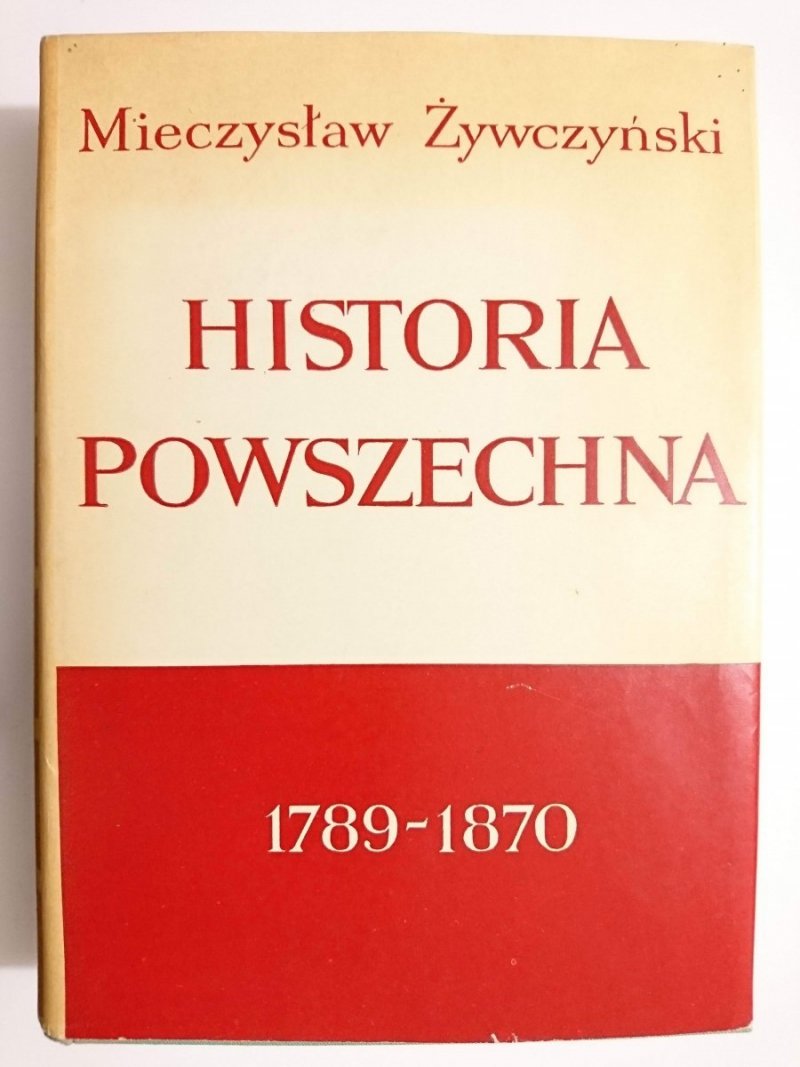 Mieczysław Żywczyński
HISTORIA
POWSZECHNA
1789-1870